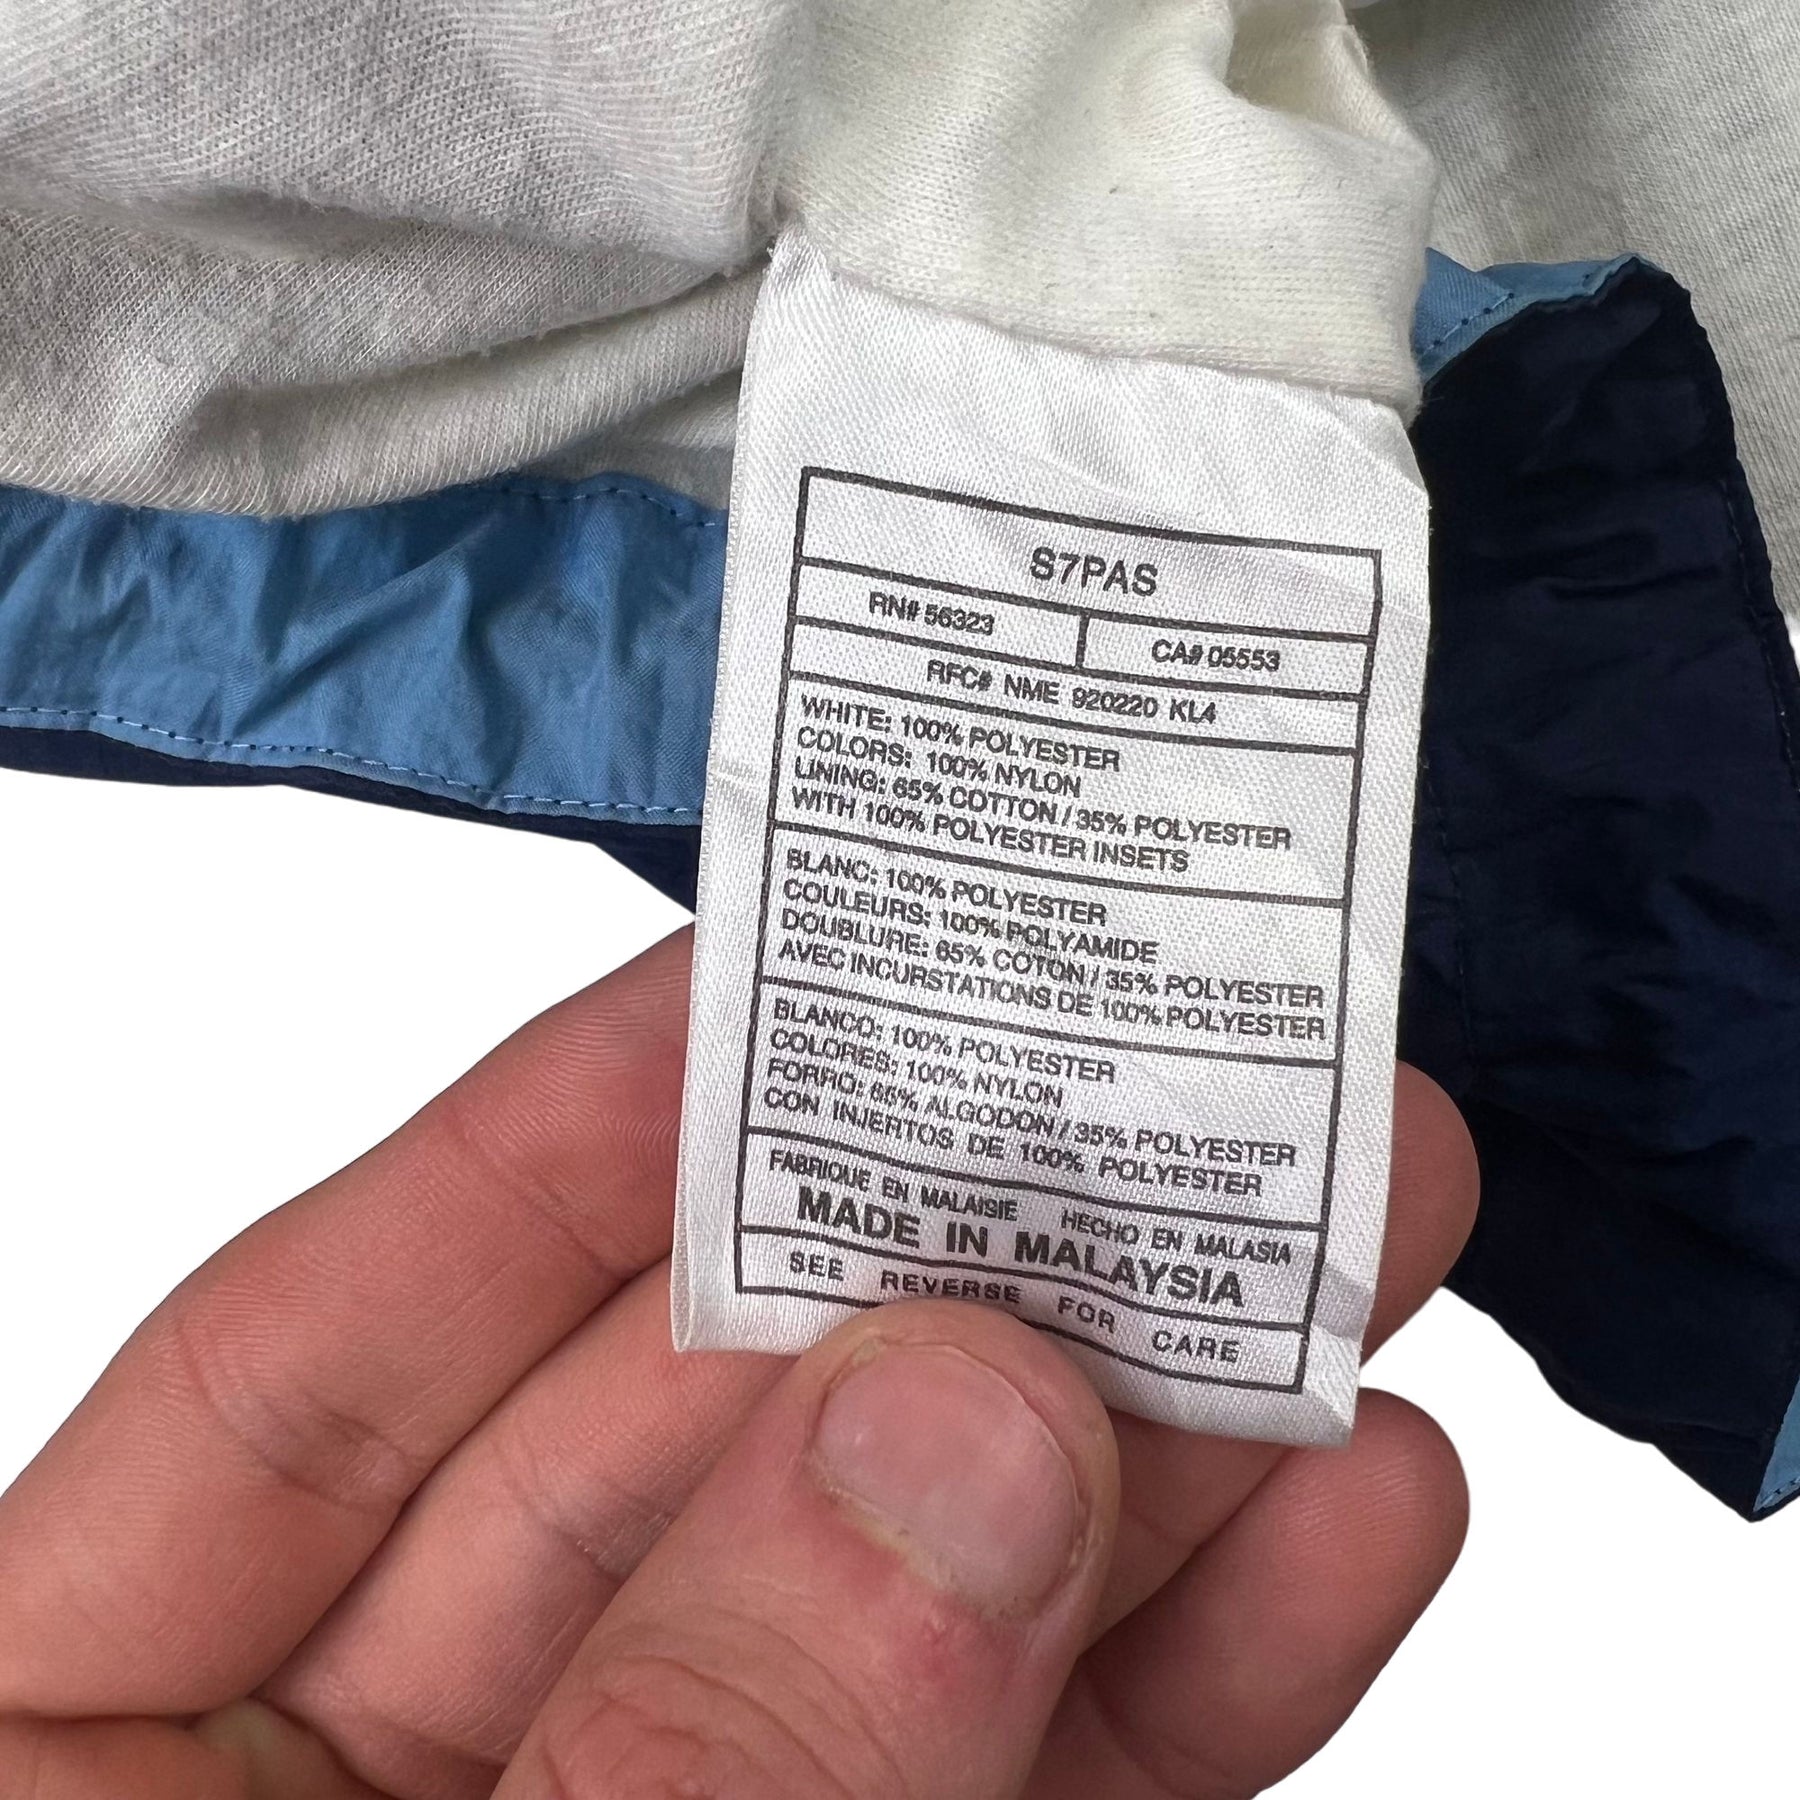 S7PAS
RN# 56323
CA# 05553
RFC# NME 920220 KL4
WHITE: 100% POLYESTER
COLORS: 100% NYLON
LINING: 65% COTTON / 35% POLYESTER
WITH 100% POLYESTER INSETS
BLANC: 100% POLYESTER
COULEURS: 100% POLYAMIDE
DOUBLURE: 65% COTON / 35% POLYESTER
AVEC INCURSTATIONS DE 100% POLYESTER
BLANCO: 100% POLYESTER
COLORES: 100% NYLON
FORRO: 65% ALGODON / 35% POLYESTER
CON INJERTOS DE 100% POLYESTER
FABRIQUE EN MALAISIE HECHO EN MALASIA
MADE IN MALAYSIA
SEE REVERSE FOR CARE